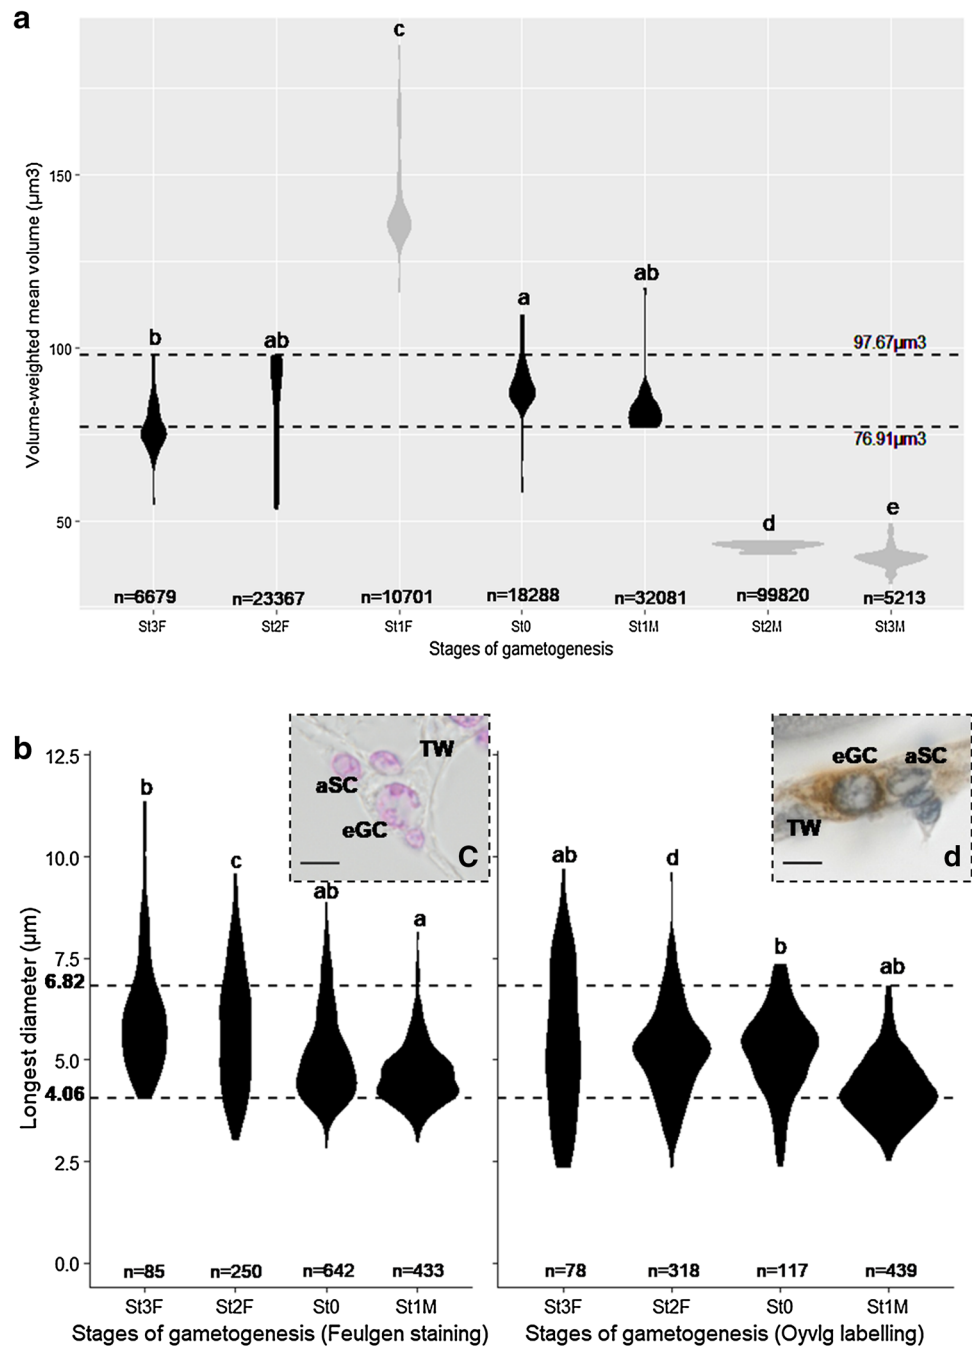 a
c
150
Volume-weighted mean volume (µm3)
ab
a
b
ab
100
97.67µm3
76.91µm3
e
d
50
n=6679 n=23367 n=10701 n=18288 n=32081 n=99820 n=5213
St3F St2F St1F St0 St1M St2M St3M
Stages of gametogenesis
b
12.5
TW
aSC
eGC
C
eGC
aSC
TW
d
b
10.0
c
ab
a
ab
d
b
ab
7.5
6.82
5.0
4.06
2.5
0.0
Longest diameter (µm)
n=85 n=250 n=642 n=433 n=78 n=318 n=117 n=439
St3F St2F St0 St1M St3F St2F St0 St1M
Stages of gametogenesis (Feulgen staining) Stages of gametogenesis (Oyvlg labelling)